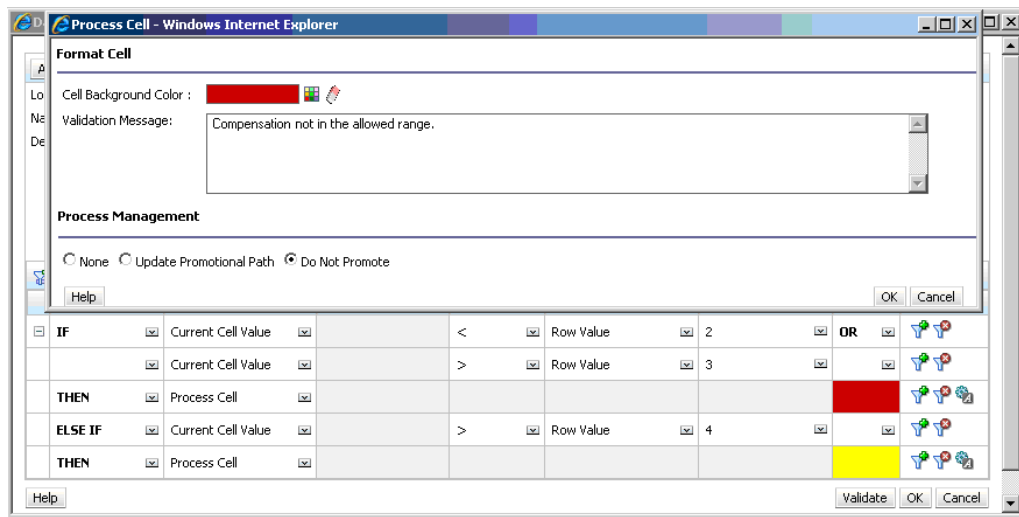 D
Process Cell - Windows Internet Explorer
Format Cell
A
Lo
Cell Background Color :
Na
Validation Message:
Compensation not in the allowed range.
De
Process Management
None Update Promotional Path Do Not Promote
Help OK Cancel
IF Current Cell Value < Row Value 2 OR
Current Cell Value > Row Value 3
THEN Process Cell
ELSE IF Current Cell Value > Row Value 4
THEN Process Cell
Help Validate OK Cancel